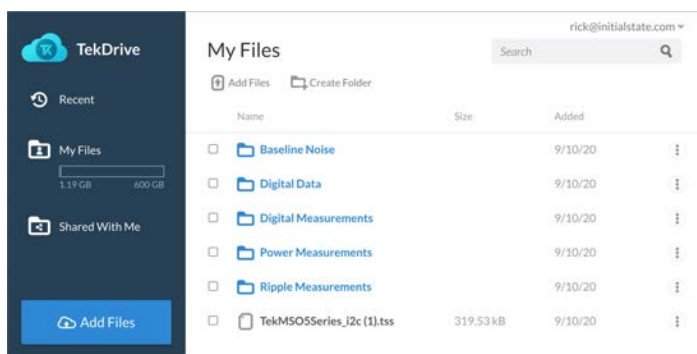 rick@initialstate.com
TK TekDrive
My Files
Search
Add Files Create Folder
Recent
Name Size Added
My Files
1.19 GB 600 GB
Shared With Me
Baseline Noise 9/10/20
Digital Data 9/10/20
Digital Measurements 9/10/20
Power Measurements 9/10/20
Ripple Measurements 9/10/20
Add Files
TekMSO5Series_i2c (1).tss 319.53 kB 9/10/20